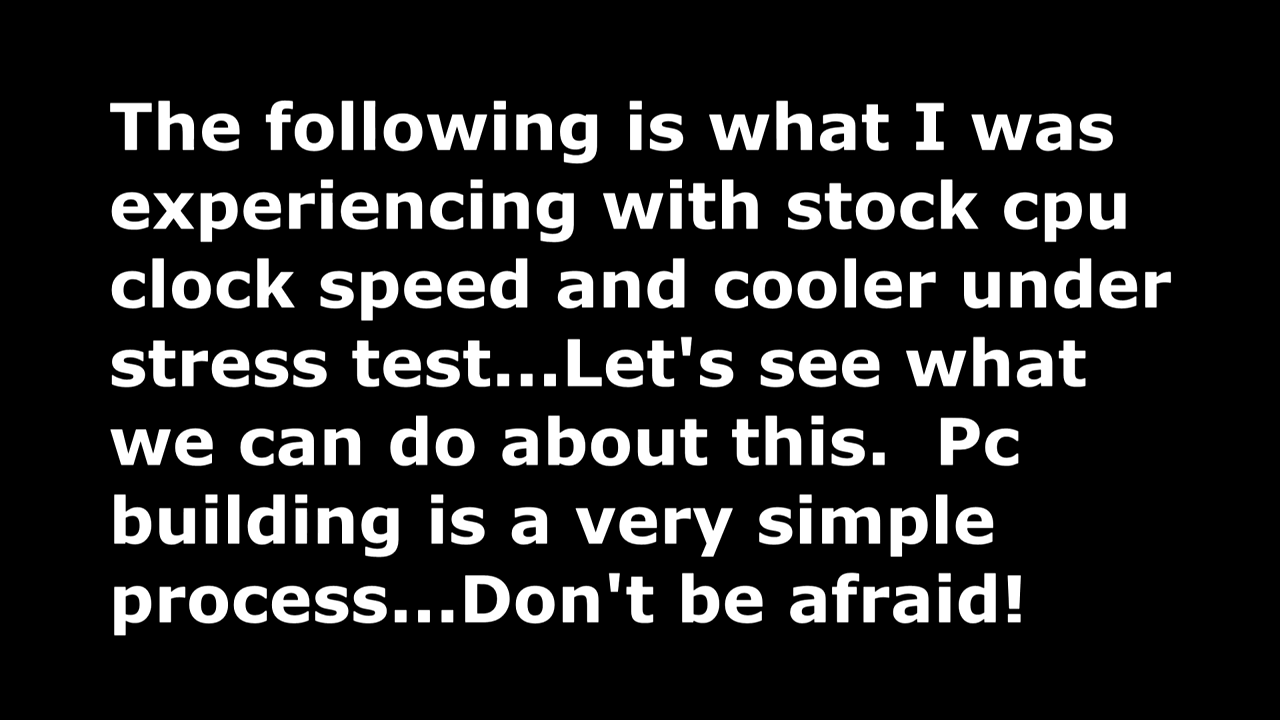 The following is what I was
experiencing with stock cpu
clock speed and cooler under
stress test...Let's see what
we can do about this.  Pc
building is a very simple
process...Don't be afraid!